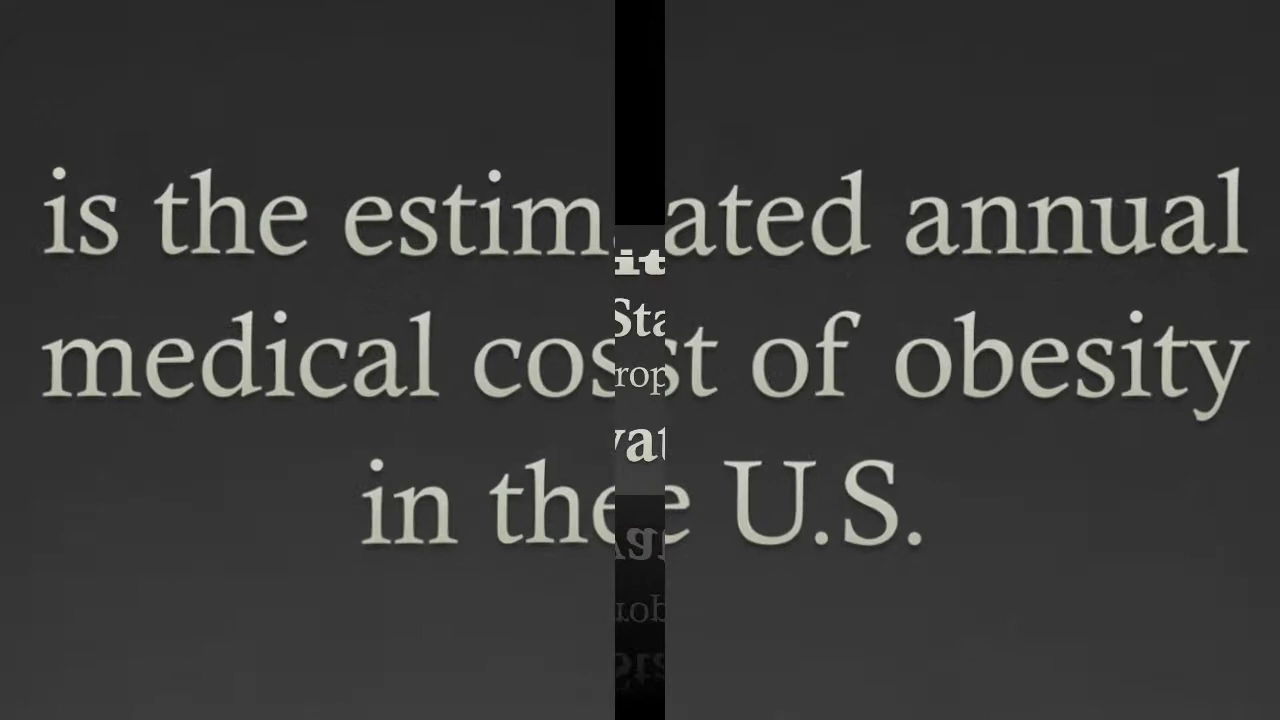 is the estimated annual
medical cost of obesity
in the U.S.